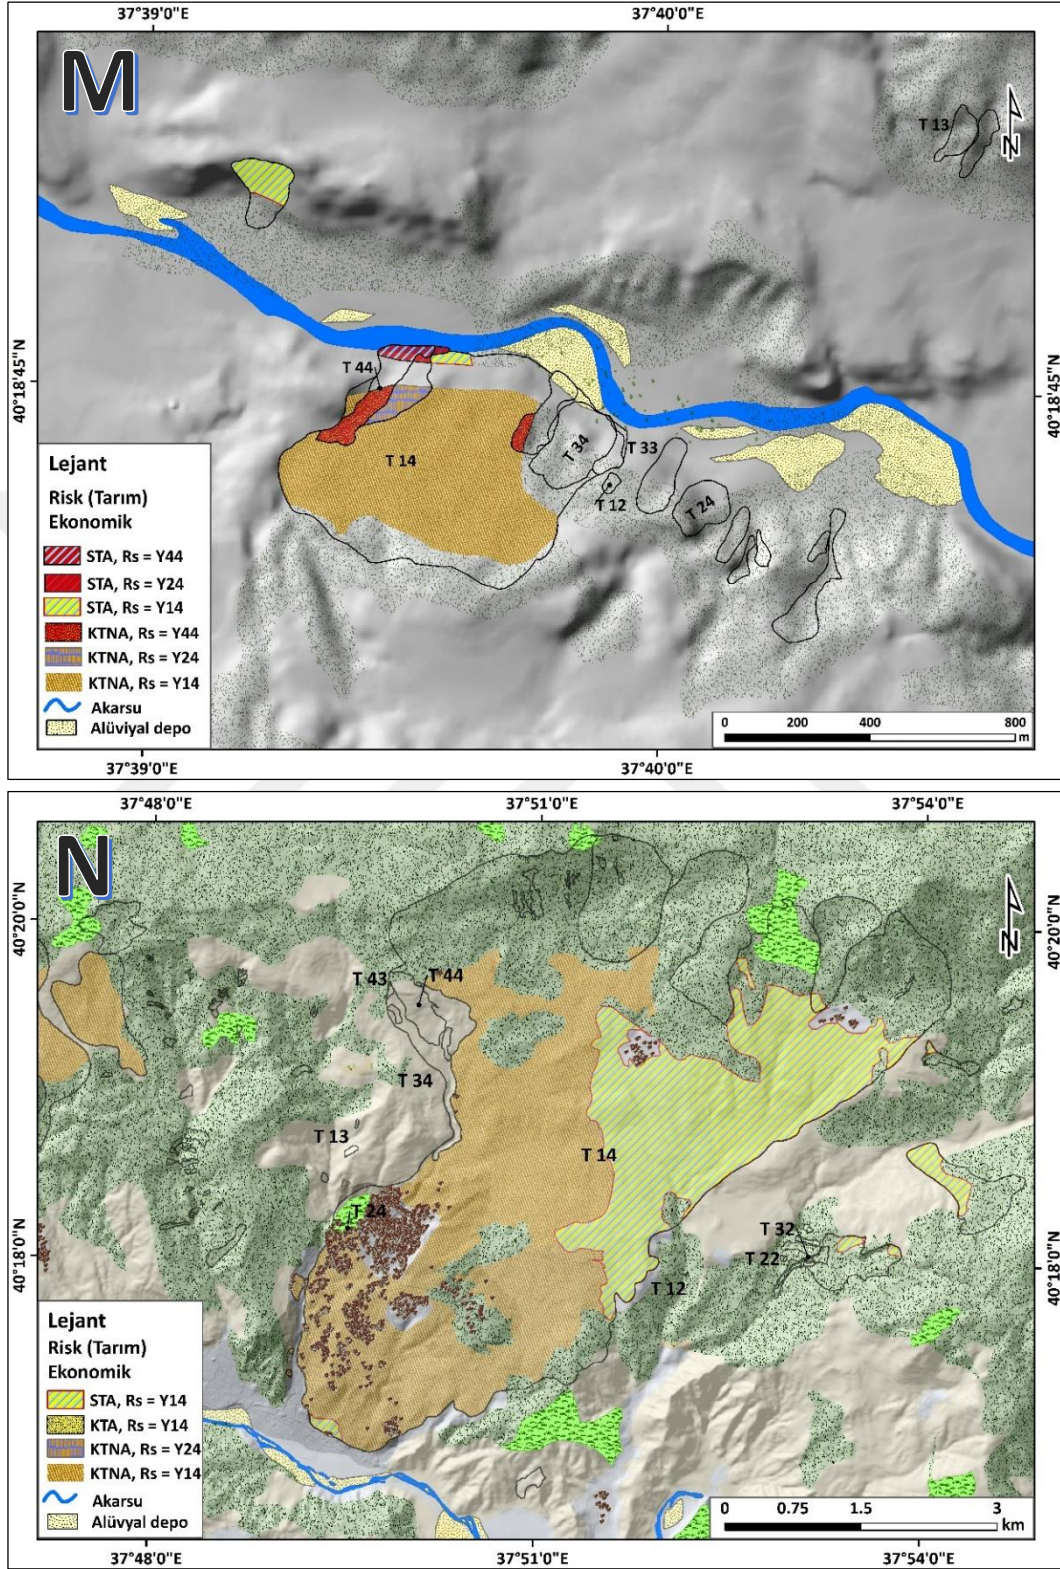 37°39'0"E
37°40'0"E
M
T 13
N
40°18'45"N
40°18'45"N
T 44
T 14
T 34
T 33
T 12
T 24
Lejant
Risk (Tarım)
Ekonomik
STA, Rs = Y44
STA, Rs = Y24
STA, Rs = Y14
KTNA, Rs = Y44
KTNA, Rs = Y24
KTNA, Rs = Y14
Akarsu
Alüviyal depo
0 200 400 800
m
37°39'0"E
37°40'0"E
37°48'0"E
37°51'0"E
37°54'0"E
N
N
40°20'0"N
40°20'0"N
T 43
T 44
T 34
T 13
T 14
T 24
T 32
T 22
T 12
40°18'0"N
40°18'0"N
Lejant
Risk (Tarım)
Ekonomik
STA, Rs = Y14
KTA, Rs = Y14
KTNA, Rs = Y24
KTNA, Rs = Y14
Akarsu
Alüvyal depo
0 0.75 1.5 3
km
37°48'0"E
37°51'0"E
37°54'0"E